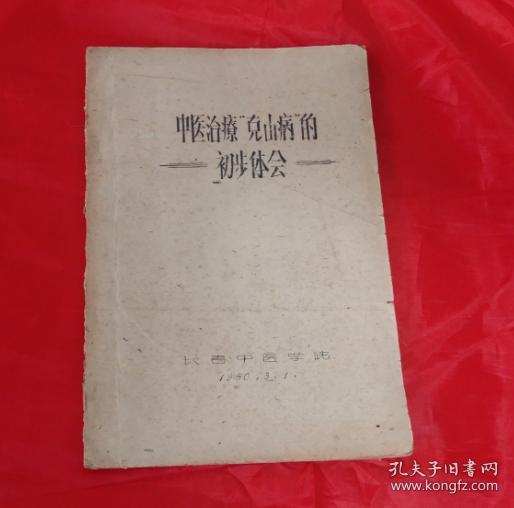 中医治療"克山病"的
初步体会
长春中医学院
1960.3.1.
孔夫子旧书网
www.kongfz.com